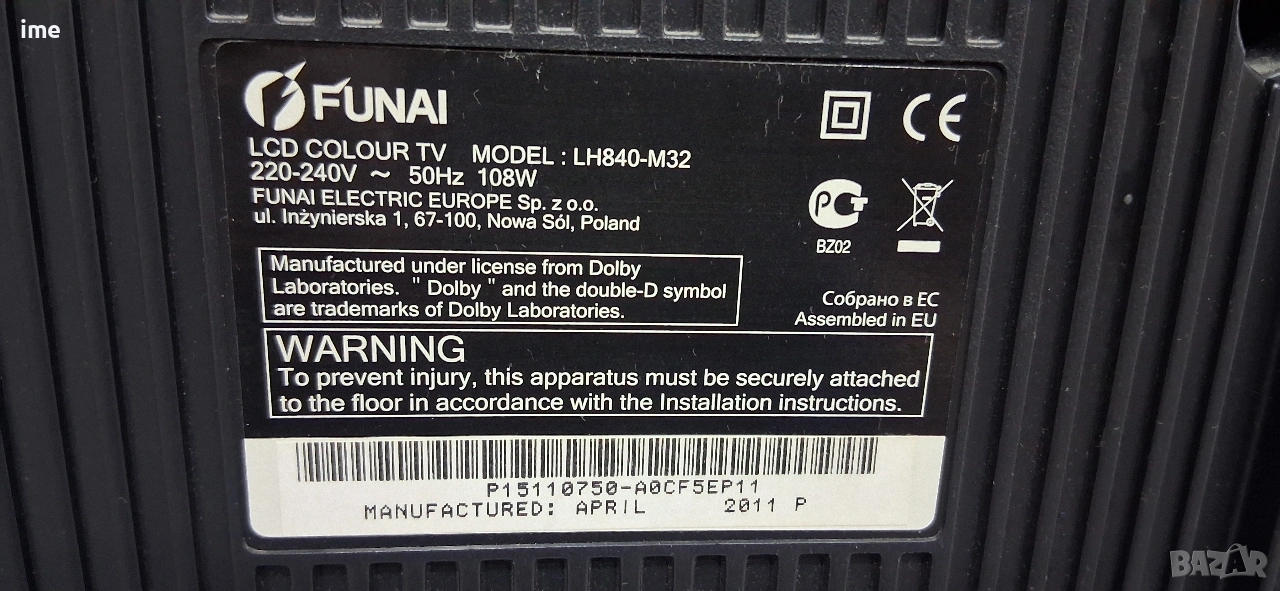 ime
FUNAI
LCD COLOUR TV MODEL : LH840-M32
220-240V ~ 50Hz 108W
FUNAI ELECTRIC EUROPE Sp. z o.o.
ul. Inżynierska 1, 67-100, Nowa Sól, Poland
CE
PCT
BZ02
Manufactured under license from Dolby
Laboratories. " Dolby " and the double-D symbol
are trademarks of Dolby Laboratories.
Собрано в ЕС
Assembled in EU
WARNING
To prevent injury, this apparatus must be securely attached
to the floor in accordance with the Installation instructions.
P15110750-A0CF5EP11
MANUFACTURED: APRIL 2011 P
BAZAR